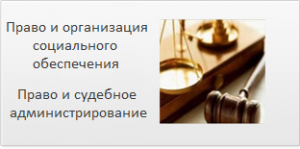 Право и организация
социального
обеспечения
Право и судебное
администрирование